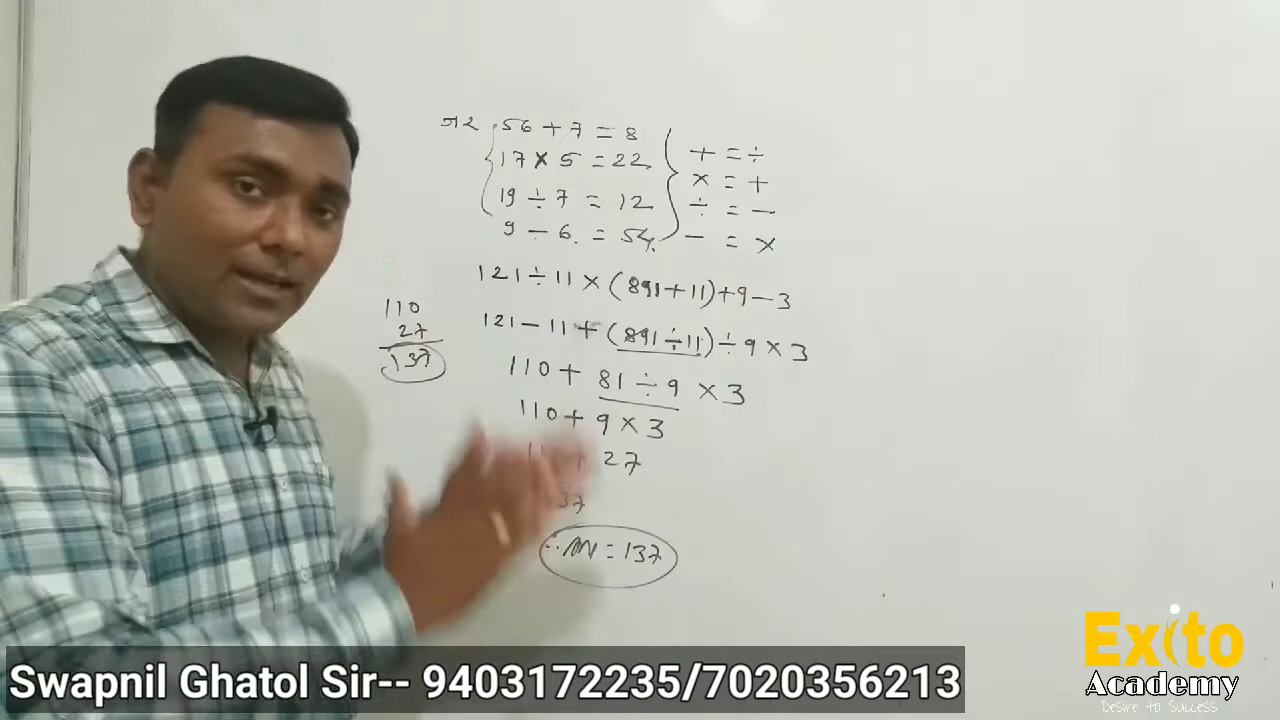 जर 56 + 7 = 8
17 × 5 = 22
19 ÷ 7 = 12
9 - 6 = 54
+ = ÷
× = +
÷ = -
- = ×
121 ÷ 11 × (891 + 11) + 9 - 3
121 - 11 + (891 ÷ 11) ÷ 9 × 3
110 + 81 ÷ 9 × 3
110 + 9 × 3
27
37
= 137
110
27
137
Swapnil Ghatol Sir-- 9403172235/7020356213
Exito
Academy
Desire to Success